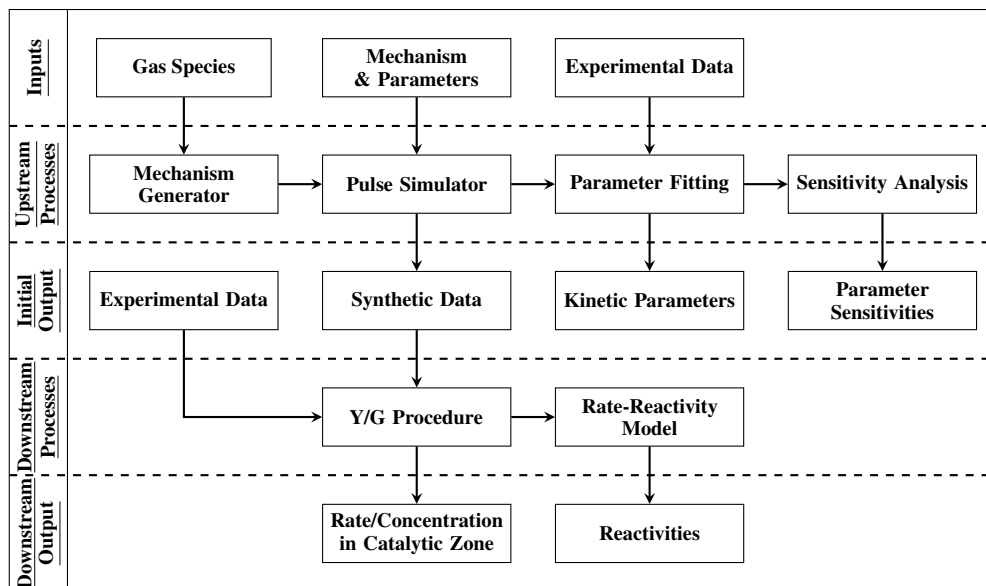 Inputs
Gas Species
Mechanism
& Parameters
Experimental Data
Upstream
Processes
Mechanism
Generator
Pulse Simulator
Parameter Fitting
Sensitivity Analysis
Initial
Output
Experimental Data
Synthetic Data
Kinetic Parameters
Parameter
Sensitivities
Downstream
Processes
Y/G Procedure
Rate-Reactivity
Model
Downstream
Output
Rate/Concentration
in Catalytic Zone
Reactivities